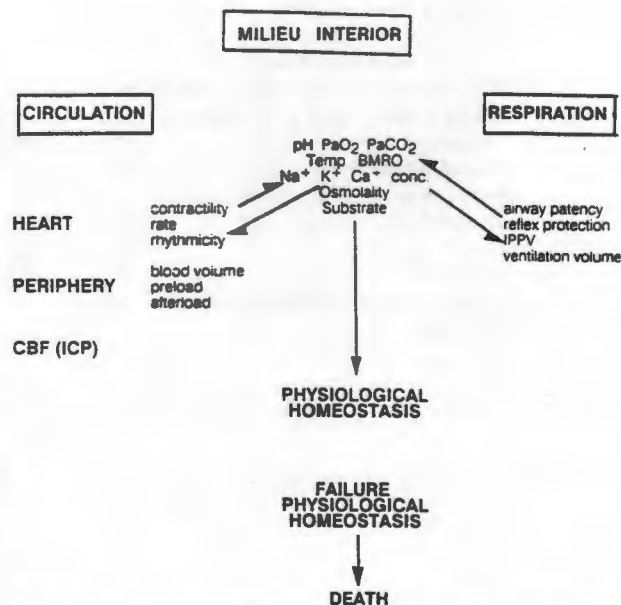 MILIEU INTERIOR
CIRCULATION
RESPIRATION
pH PaO2 PaCO2
Temp BMRO
Na+ K+ Ca+ conc.
Osmolality
Substrate
HEART
contractility
rate
rhythmicity
airway patency
reflex protection
IPPV
ventilation volume
PERIPHERY
blood volume
preload
afterload
CBF (ICP)
PHYSIOLOGICAL
HOMEOSTASIS
FAILURE
PHYSIOLOGICAL
HOMEOSTASIS
DEATH